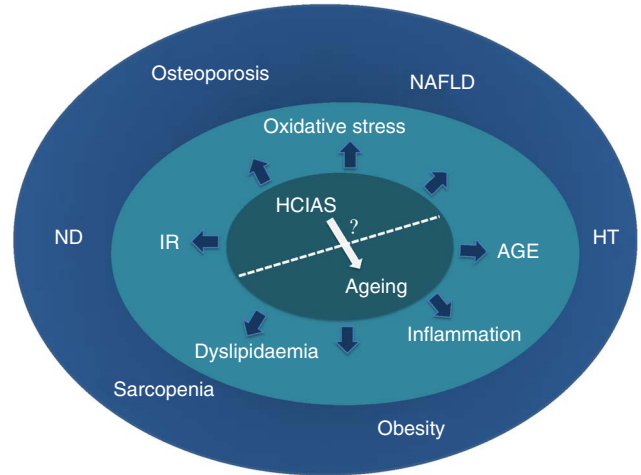 Osteoporosis
NAFLD
Oxidative stress
HCIAS
?
ND
IR
AGE
HT
Ageing
Inflammation
Dyslipidaemia
Sarcopenia
Obesity